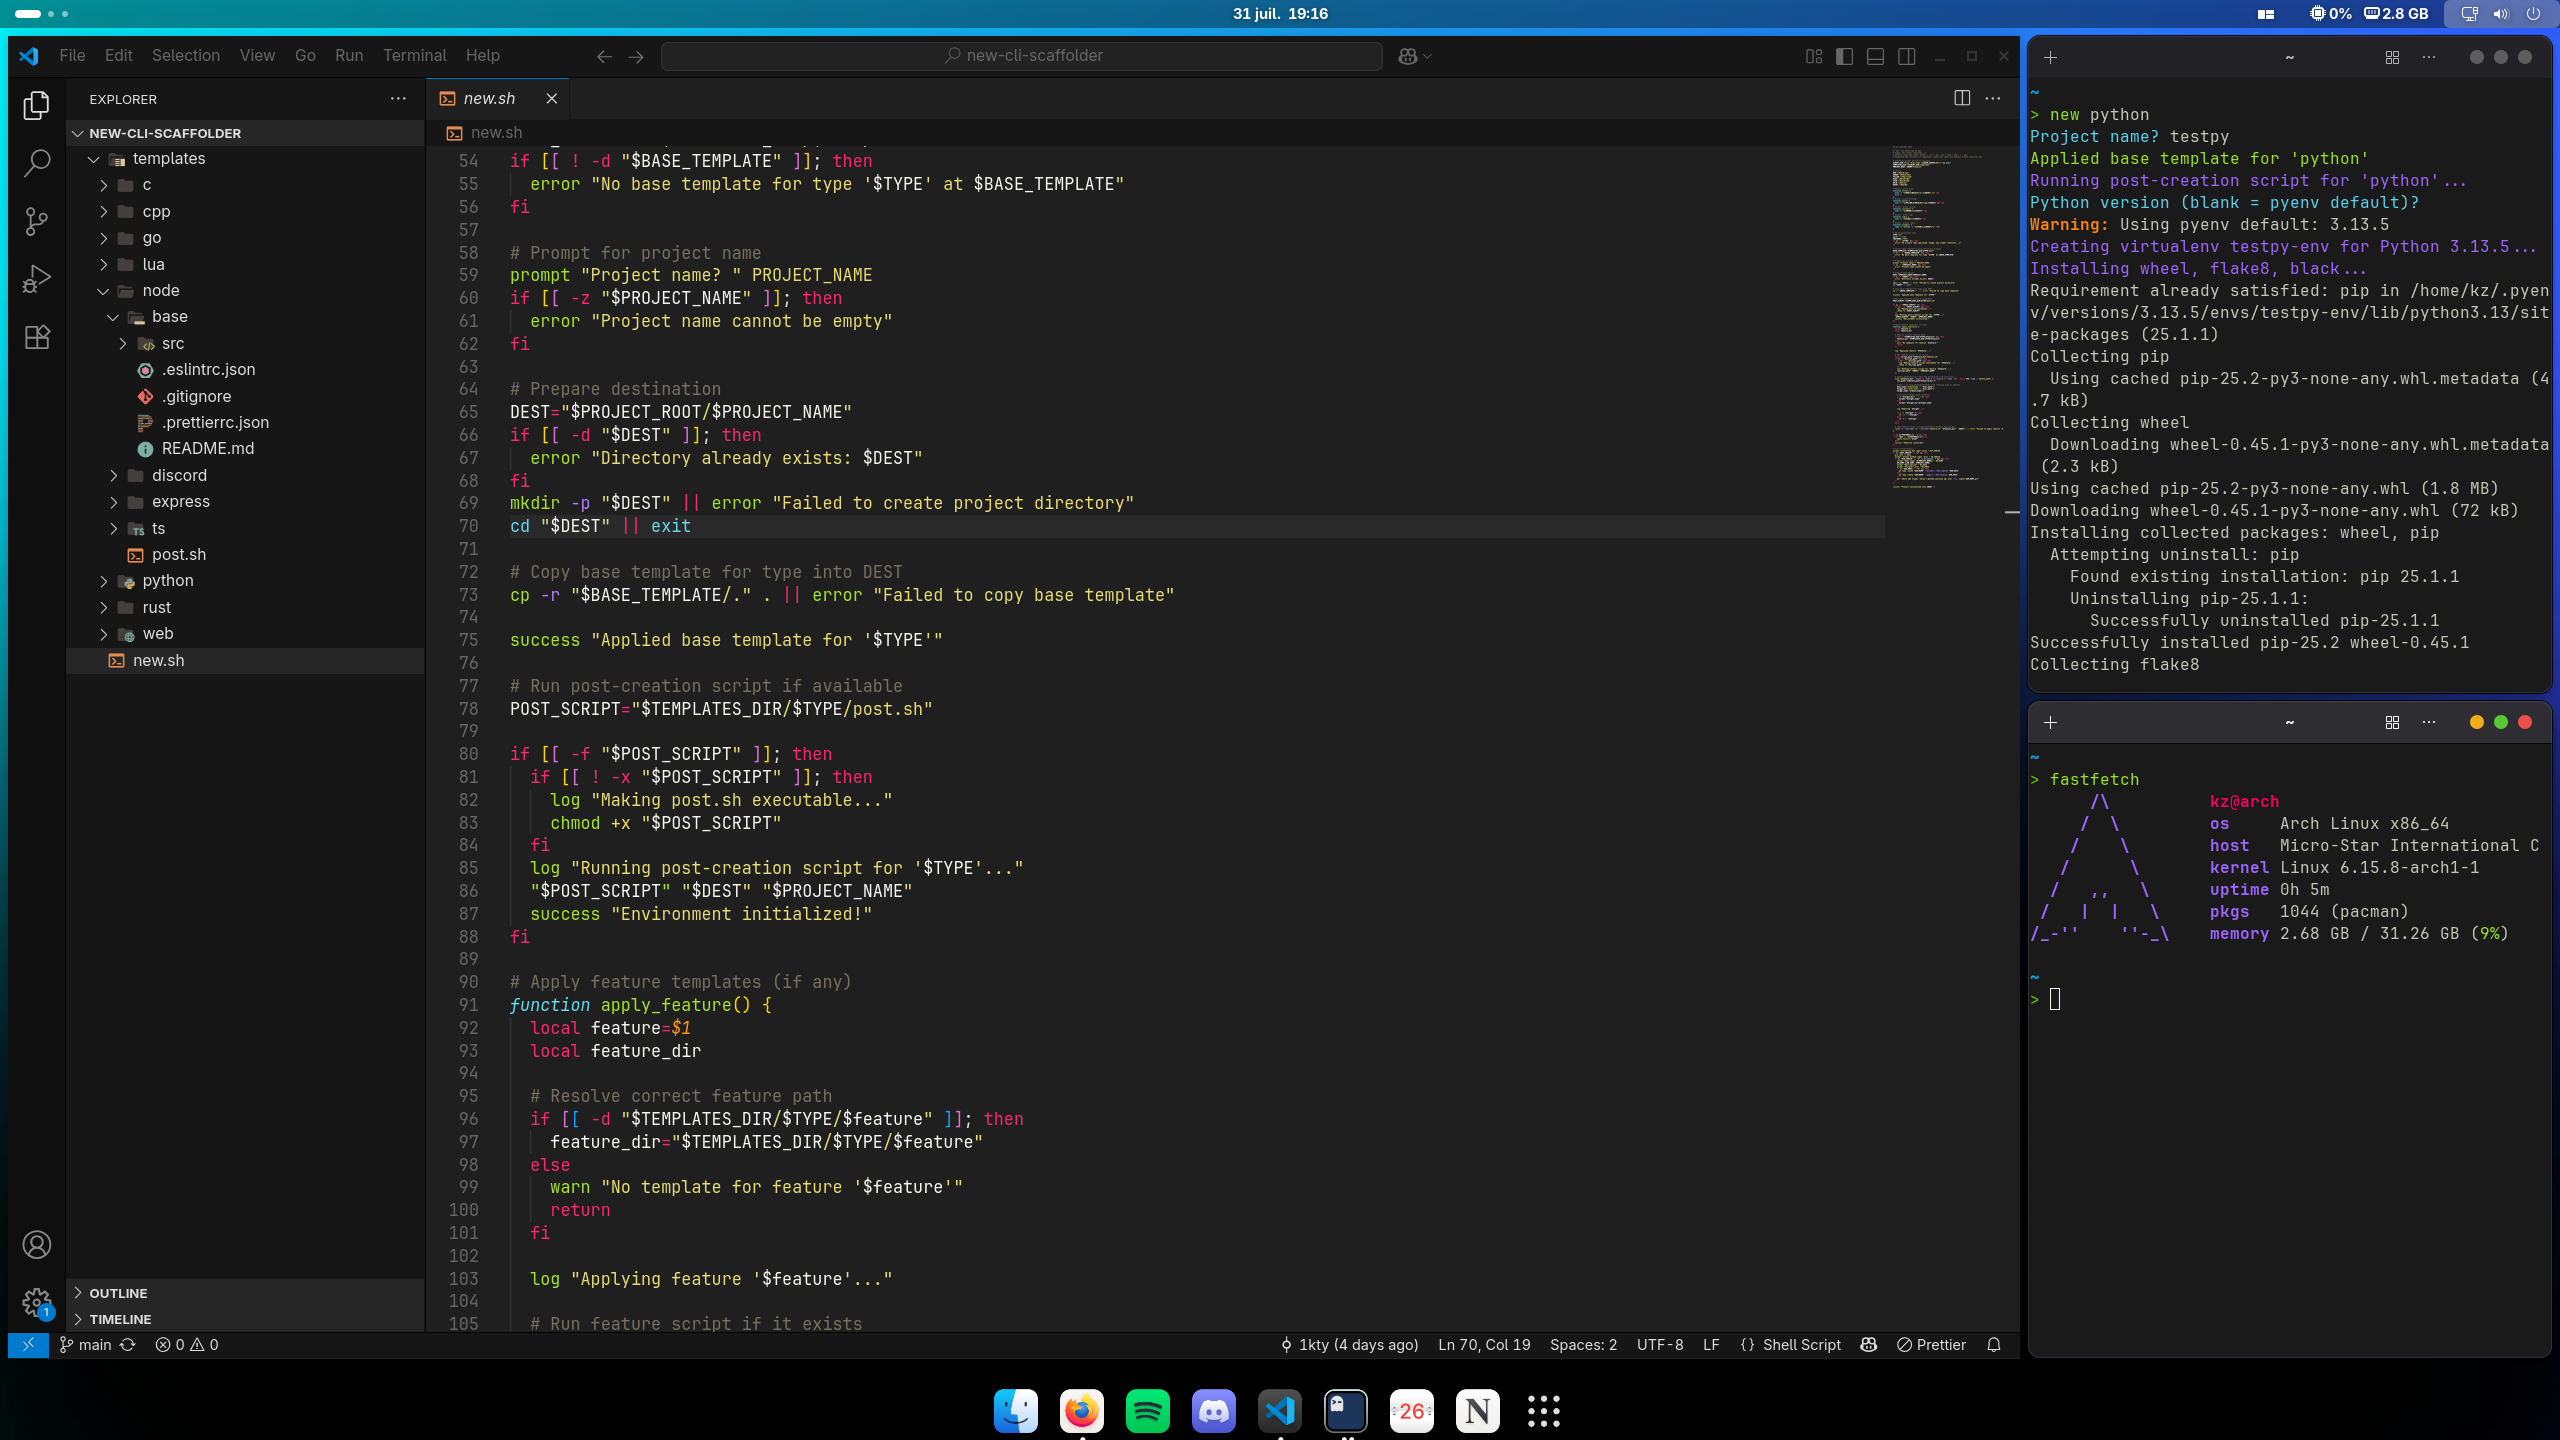 31 juil. 19:16
0% 2.8 GB
File Edit Selection View Go Run Terminal Help
new-cli-scaffolder
EXPLORER
NEW-CLI-SCAFFOLDER
templates
c
cpp
go
lua
node
base
src
.eslintrc.json
.gitignore
.prettierrc.json
README.md
discord
express
ts
post.sh
python
rust
web
new.sh
OUTLINE
TIMELINE
new.sh
new.sh
54 if [[ ! -d "$BASE_TEMPLATE" ]]; then
55 error "No base template for type '$TYPE' at $BASE_TEMPLATE"
56 fi
57
58 # Prompt for project name
59 prompt "Project name? " PROJECT_NAME
60 if [[ -z "$PROJECT_NAME" ]]; then
61 error "Project name cannot be empty"
62 fi
63
64 # Prepare destination
65 DEST="$PROJECT_ROOT/$PROJECT_NAME"
66 if [[ -d "$DEST" ]]; then
67 error "Directory already exists: $DEST"
68 fi
69 mkdir -p "$DEST" || error "Failed to create project directory"
70 cd "$DEST" || exit
71
72 # Copy base template for type into DEST
73 cp -r "$BASE_TEMPLATE/." . || error "Failed to copy base template"
74
75 success "Applied base template for '$TYPE'"
76
77 # Run post-creation script if available
78 POST_SCRIPT="$TEMPLATES_DIR/$TYPE/post.sh"
79
80 if [[ -f "$POST_SCRIPT" ]]; then
81 if [[ ! -x "$POST_SCRIPT" ]]; then
82 log "Making post.sh executable..."
83 chmod +x "$POST_SCRIPT"
84 fi
85 log "Running post-creation script for '$TYPE'..."
86 "$POST_SCRIPT" "$DEST" "$PROJECT_NAME"
87 success "Environment initialized!"
88 fi
89
90 # Apply feature templates (if any)
91 function apply_feature() {
92 local feature=$1
93 local feature_dir
94
95 # Resolve correct feature path
96 if [[ -d "$TEMPLATES_DIR/$TYPE/$feature" ]]; then
97 feature_dir="$TEMPLATES_DIR/$TYPE/$feature"
98 else
99 warn "No template for feature '$feature'"
100 return
101 fi
102
103 log "Applying feature '$feature'..."
104
105 # Run feature script if it exists
1
main 0 0
1kty (4 days ago) Ln 70, Col 19 Spaces: 2 UTF-8 LF {} Shell Script Prettier
~
~
> new python
Project name? testpy
Applied base template for 'python'
Running post-creation script for 'python'...
Python version (blank = pyenv default)?
Warning: Using pyenv default: 3.13.5
Creating virtualenv testpy-env for Python 3.13.5...
Installing wheel, flake8, black...
Requirement already satisfied: pip in /home/kz/.pyen
v/versions/3.13.5/envs/testpy-env/lib/python3.13/sit
e-packages (25.1.1)
Collecting pip
Using cached pip-25.2-py3-none-any.whl.metadata (4
.7 kB)
Collecting wheel
Downloading wheel-0.45.1-py3-none-any.whl.metadata
(2.3 kB)
Using cached pip-25.2-py3-none-any.whl (1.8 MB)
Downloading wheel-0.45.1-py3-none-any.whl (72 kB)
Installing collected packages: wheel, pip
Attempting uninstall: pip
Found existing installation: pip 25.1.1
Uninstalling pip-25.1.1:
Successfully uninstalled pip-25.1.1
Successfully installed pip-25.2 wheel-0.45.1
Collecting flake8
~
~
> fastfetch
/\ kz@arch
/ \ os Arch Linux x86_64
/ \ host Micro-Star International C
/ \ kernel Linux 6.15.8-arch1-1
/ ,, \ uptime 0h 5m
/ | | \ pkgs 1044 (pacman)
/_-'' ''-_\ memory 2.68 GB / 31.26 GB (9%)
~
>
26
N